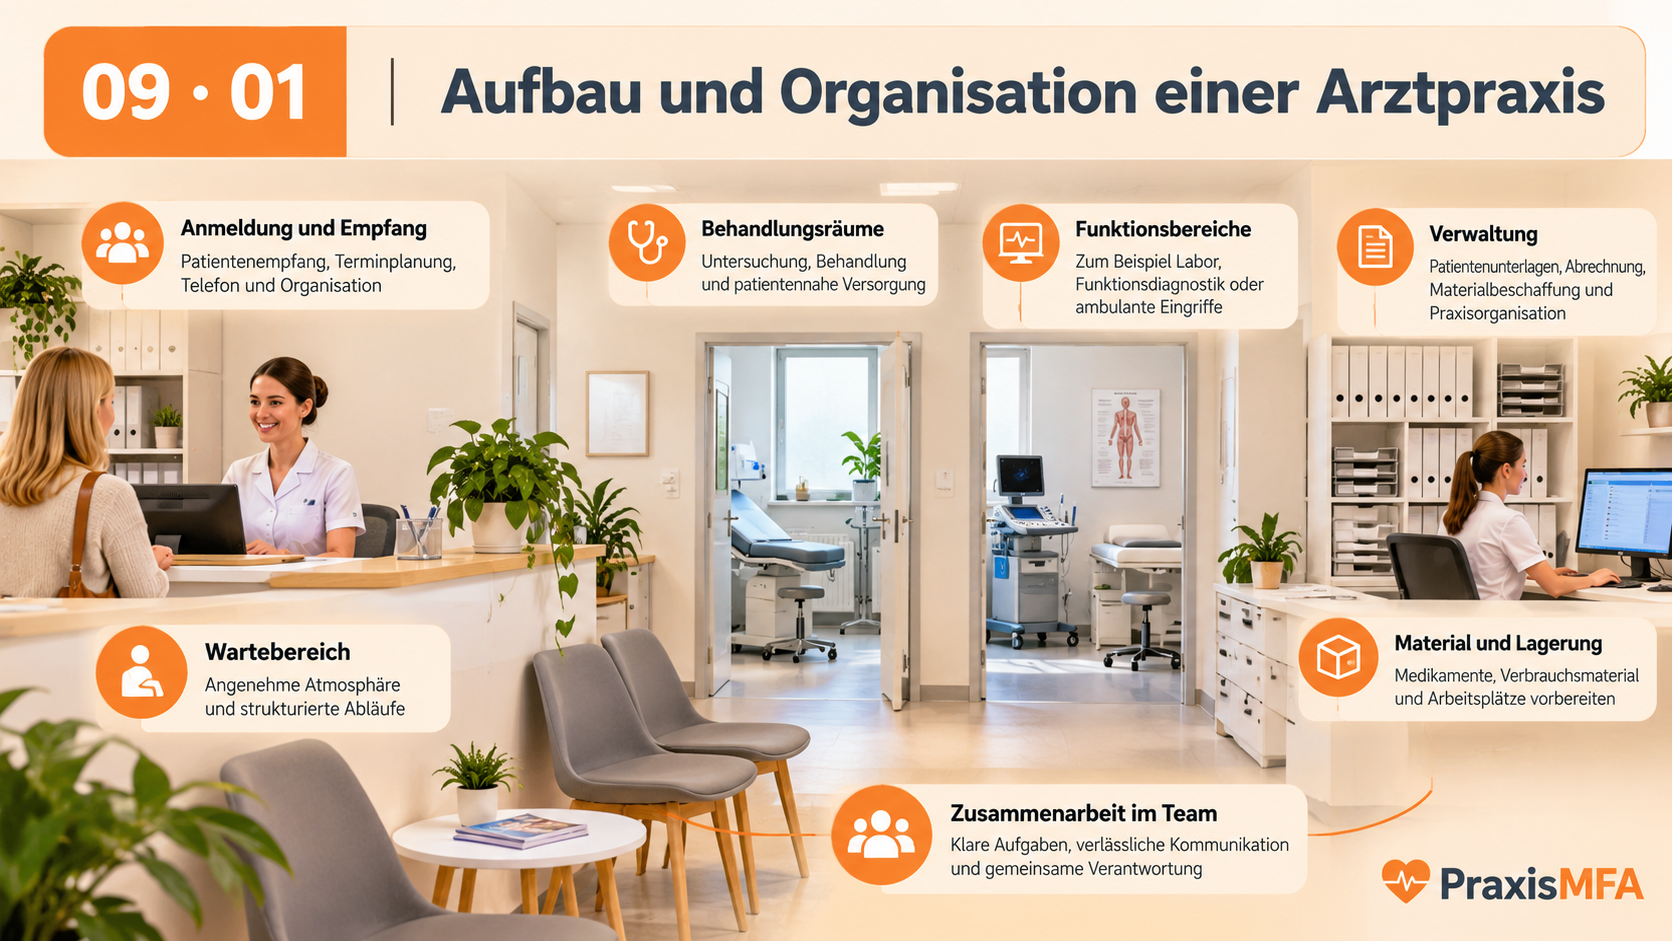 09 · 01
Aufbau und Organisation einer Arztpraxis
Anmeldung und Empfang
Patientenempfang, Terminplanung,
Telefon und Organisation
Behandlungsräume
Untersuchung, Behandlung
und patientennahe Versorgung
Funktionsbereiche
Zum Beispiel Labor,
Funktionsdiagnostik oder
ambulante Eingriffe
Verwaltung
Patientenunterlagen, Abrechnung,
Materialbeschaffung und
Praxisorganisation
Wartebereich
Angenehme Atmosphäre
und strukturierte Abläufe
Material und Lagerung
Medikamente, Verbrauchsmaterial
und Arbeitsplätze vorbereiten
Zusammenarbeit im Team
Klare Aufgaben, verlässliche Kommunikation
und gemeinsame Verantwortung
PraxisMFA